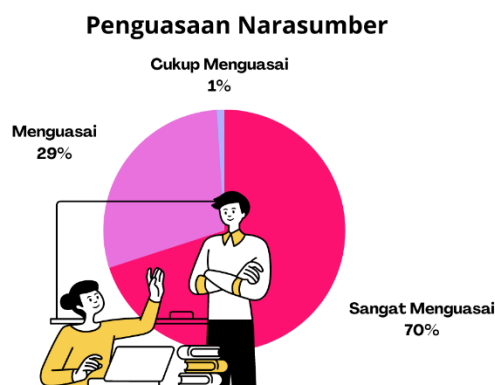 Penguasaan Narasumber
Cukup Menguasai
1%
Menguasai
29%
Sangat Menguasai
70%